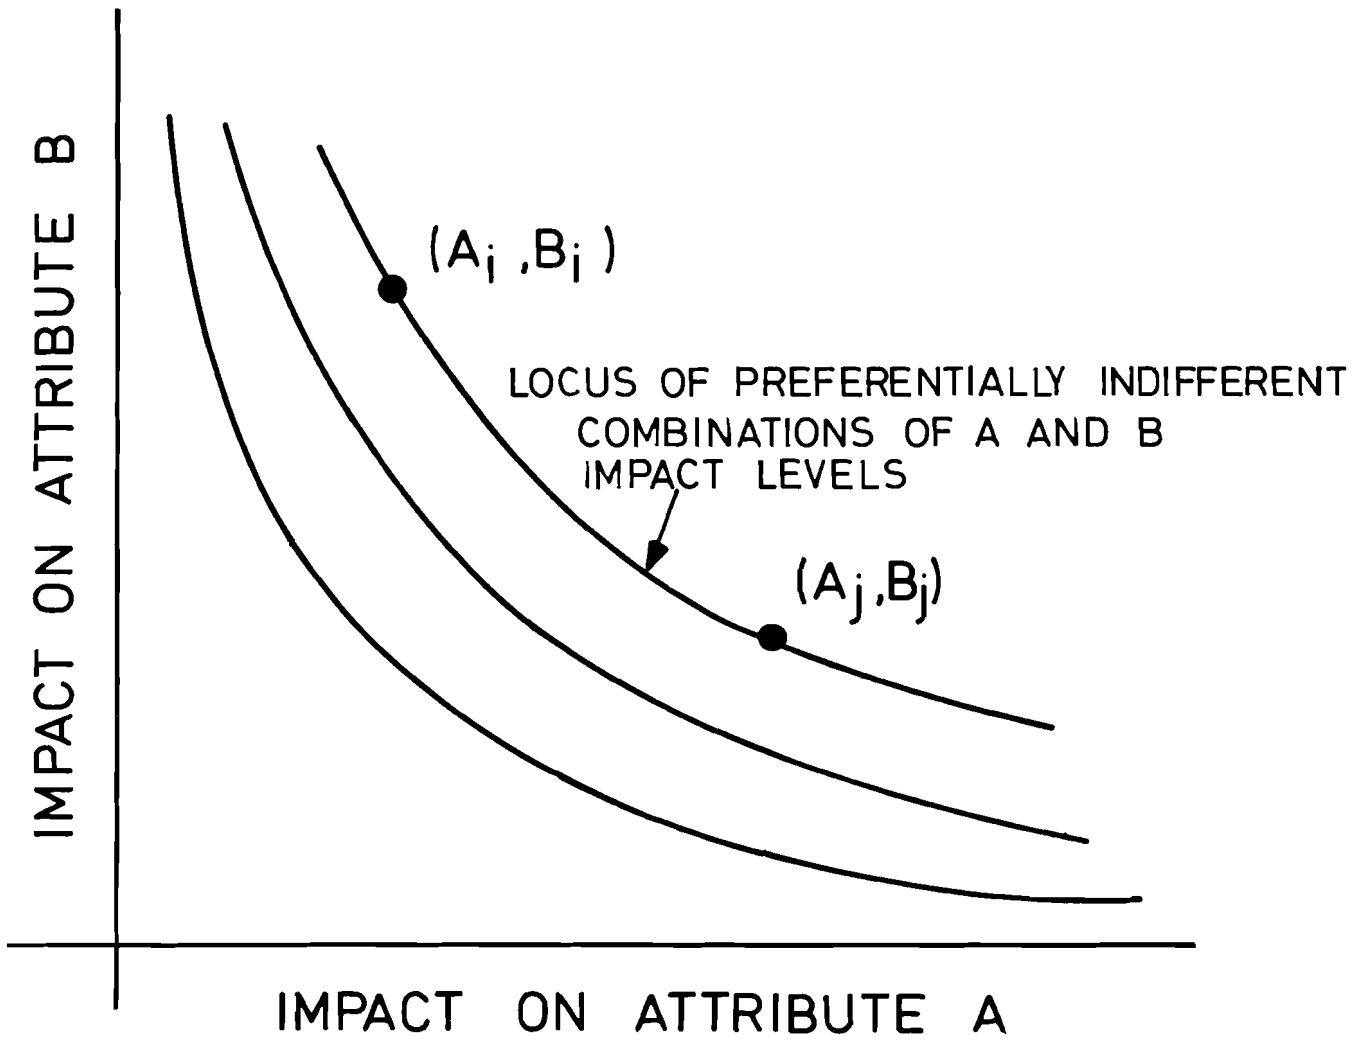 IMPACT ON ATTRIBUTE B
(Ai ,Bi )
LOCUS OF PREFERENTIALLY INDIFFERENT
COMBINATIONS OF A AND B
IMPACT LEVELS
(Aj ,Bj)
IMPACT ON ATTRIBUTE A